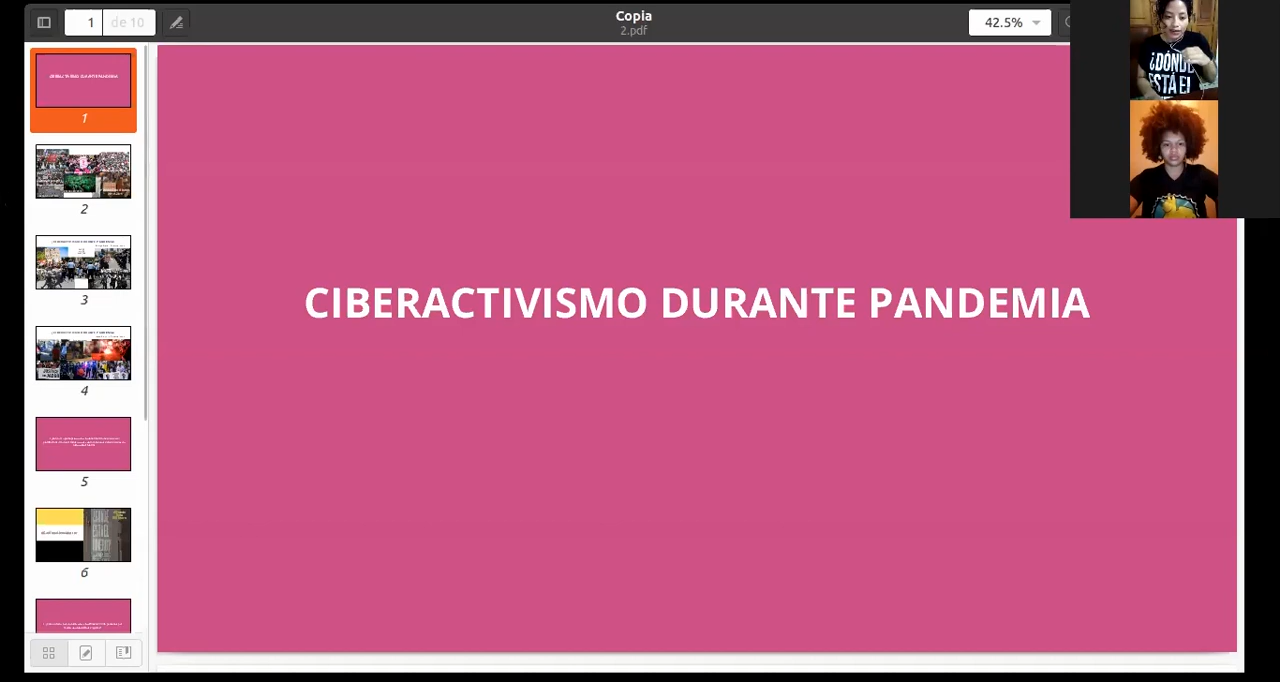 1 de 10
Copia
2.pdf
42.5%
¿DÓNDE
ESTÁ EL
1
2
3
4
5
6
CIBERACTIVISMO DURANTE PANDEMIA